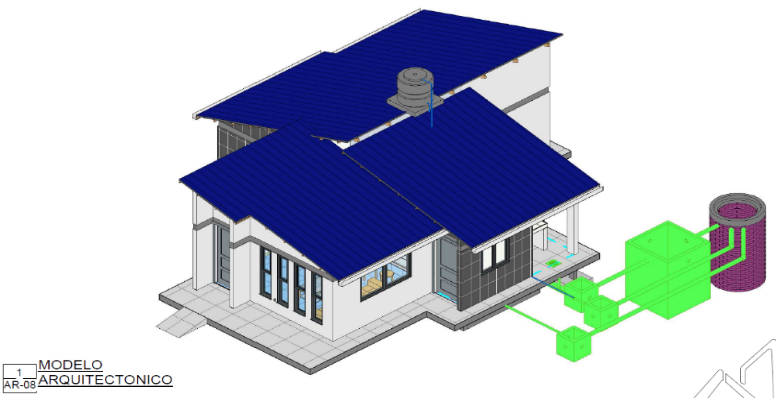 1
AR-08
MODELO
ARQUITECTONICO